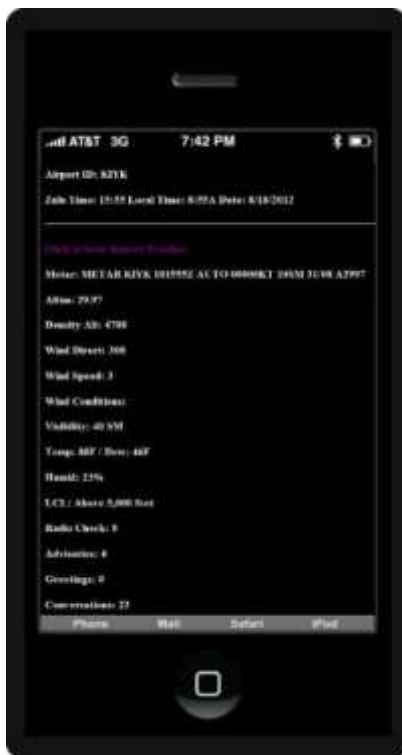 AT&T 3G 7:42 PM
Airport ID: KIYK
Zulu Time: 15:55 Local Time: 8:55A Date: 8/18/2012
Airport
Metar: METAR KIYK 181555Z AUTO 00000KT 10SM 31/08 A2997
Altim: 29.97
Density Alt: 4700
Wind Direct: 300
Wind Speed: 3
Wind Conditions:
Visibility: 40 SM
Temp: 88F / Dew: 46F
Humid: 23%
LCL: Above 5,000 feet
Radio Check: 8
Advisories: 6
Greetings: 0
Conversations: 23
Phone Mail Safari iPod